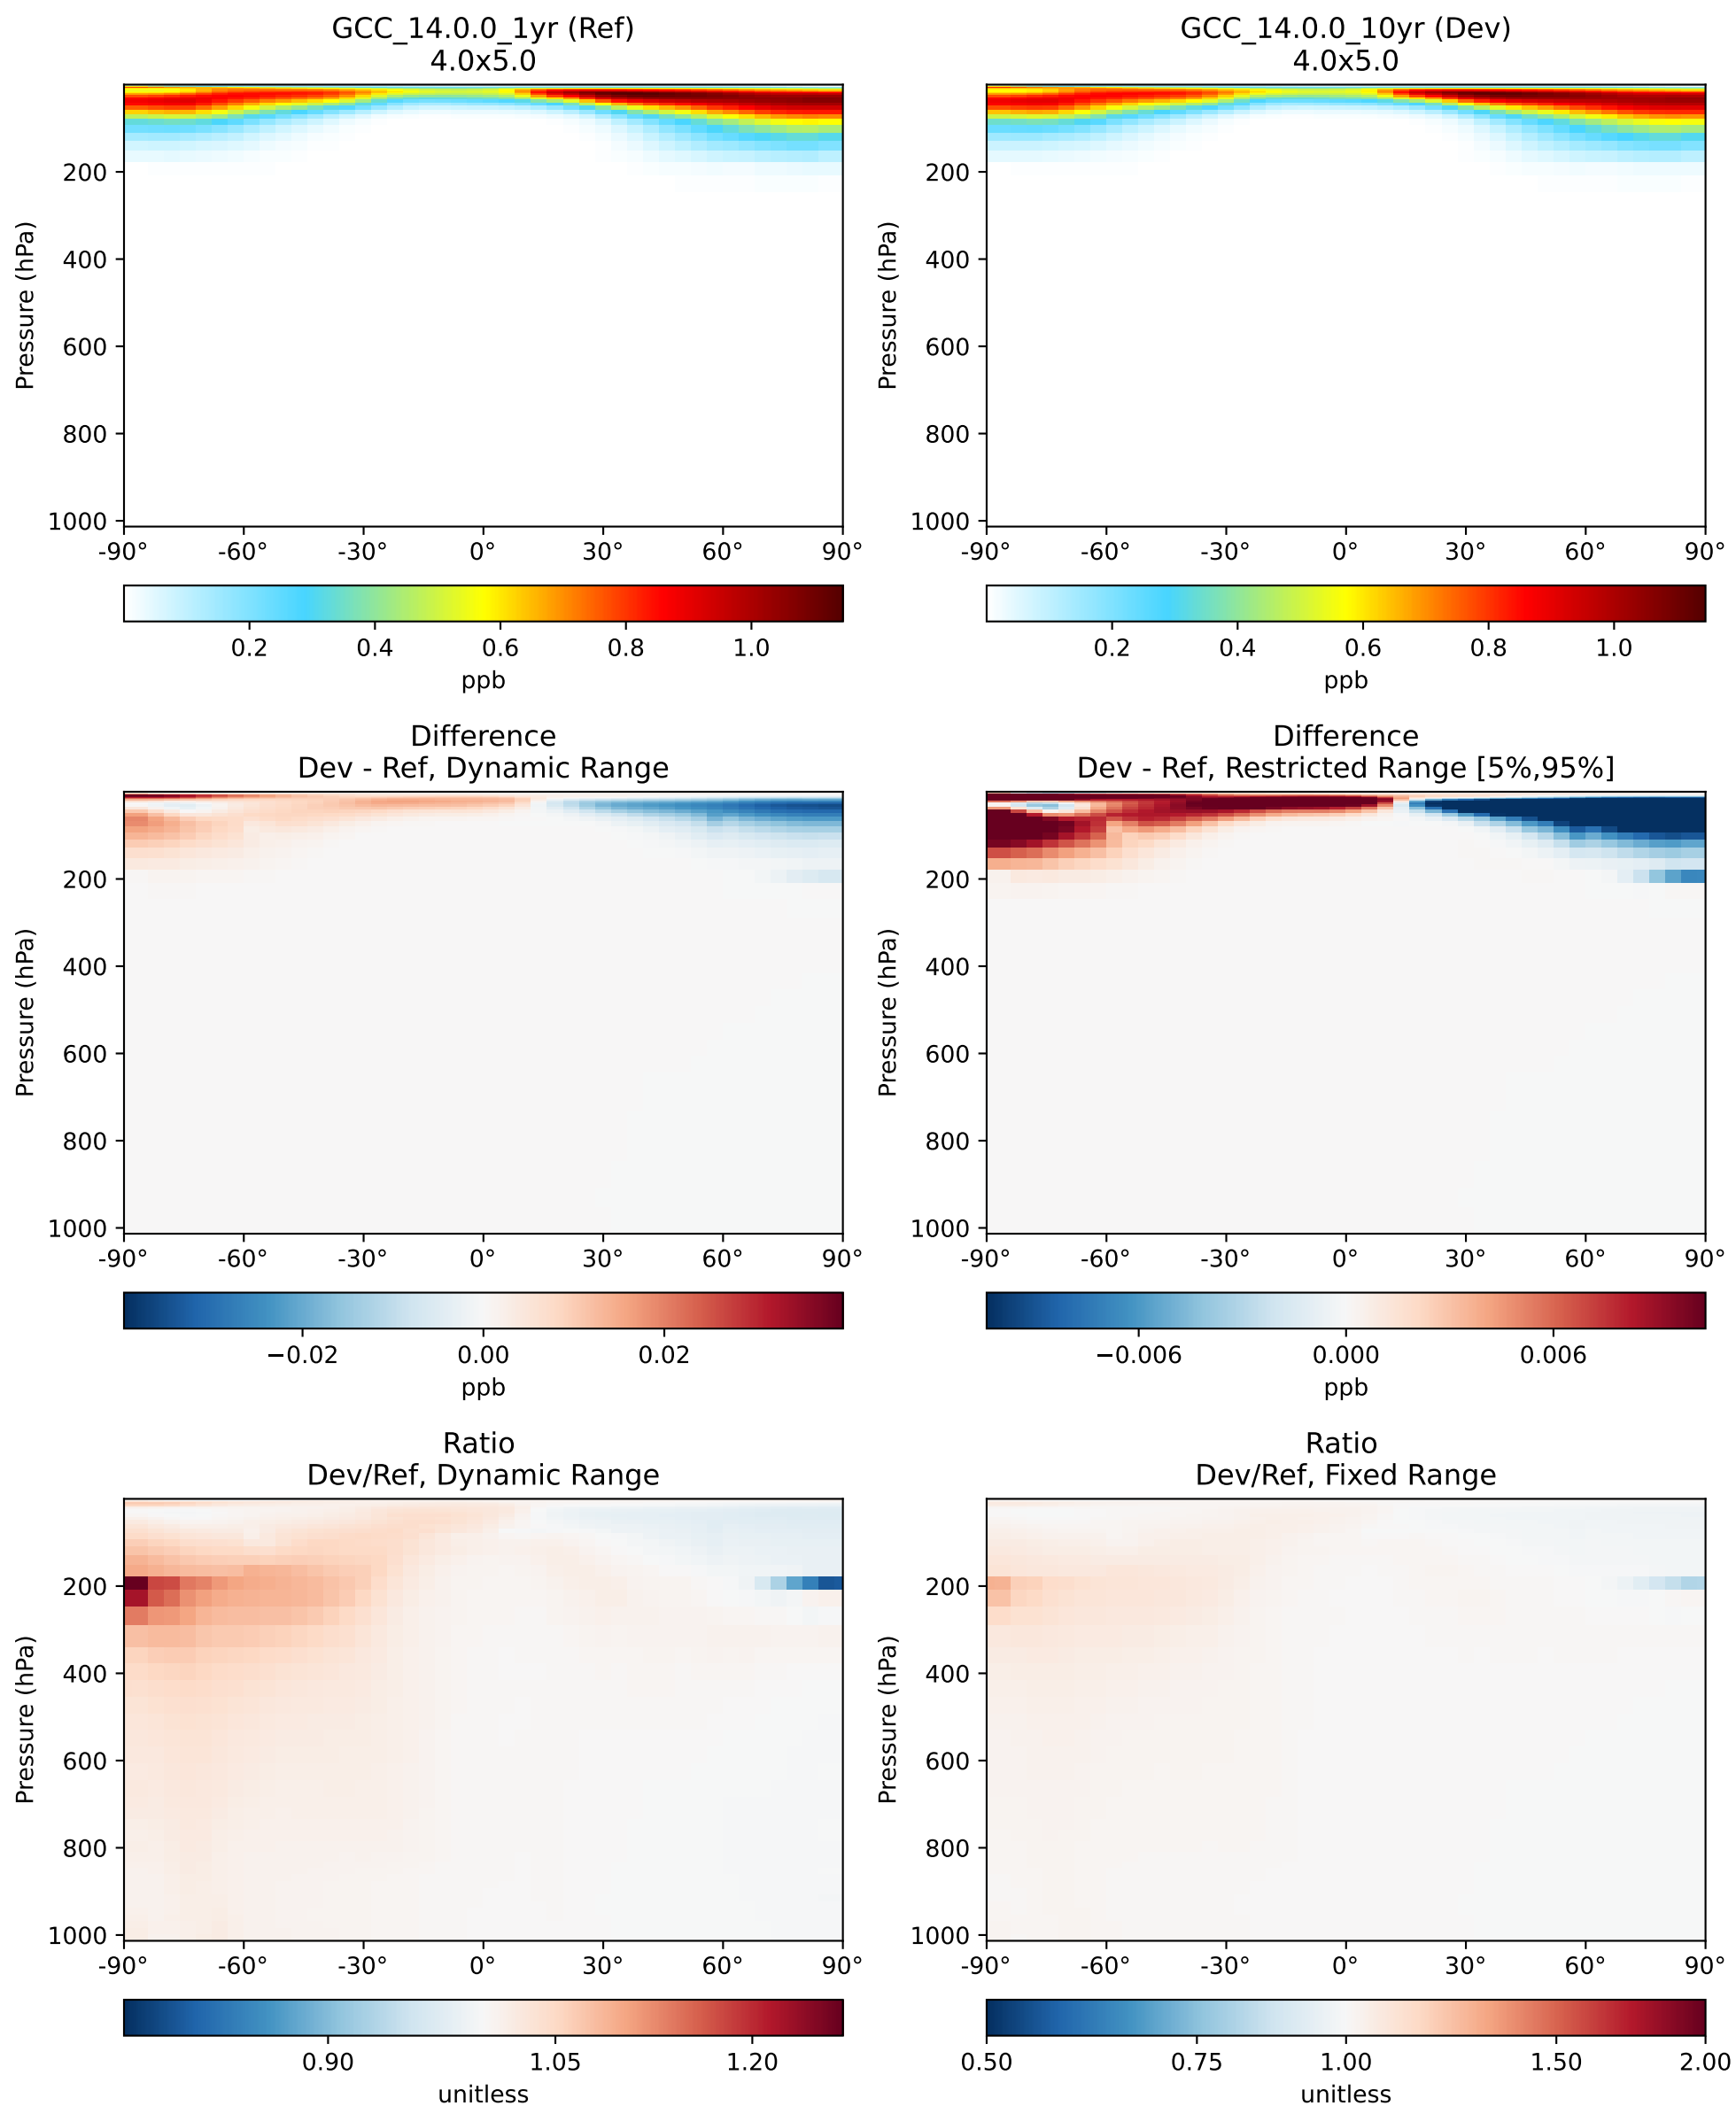 GCC_14.0.0_1yr (Ref)
4.0x5.0
Pressure (hPa)
200
400
600
800
1000
-90° -60° -30° 0° 30° 60° 90°
0.2 0.4 0.6 0.8 1.0
ppb
GCC_14.0.0_10yr (Dev)
4.0x5.0
Pressure (hPa)
200
400
600
800
1000
-90° -60° -30° 0° 30° 60° 90°
0.2 0.4 0.6 0.8 1.0
ppb
Difference
Dev - Ref, Dynamic Range
Pressure (hPa)
200
400
600
800
1000
-90° -60° -30° 0° 30° 60° 90°
−0.02 0.00 0.02
ppb
Difference
Dev - Ref, Restricted Range [5%,95%]
Pressure (hPa)
200
400
600
800
1000
-90° -60° -30° 0° 30° 60° 90°
−0.006 0.000 0.006
ppb
Ratio
Dev/Ref, Dynamic Range
Pressure (hPa)
200
400
600
800
1000
-90° -60° -30° 0° 30° 60° 90°
0.90 1.05 1.20
unitless
Ratio
Dev/Ref, Fixed Range
Pressure (hPa)
200
400
600
800
1000
-90° -60° -30° 0° 30° 60° 90°
0.50 0.75 1.00 1.50 2.00
unitless